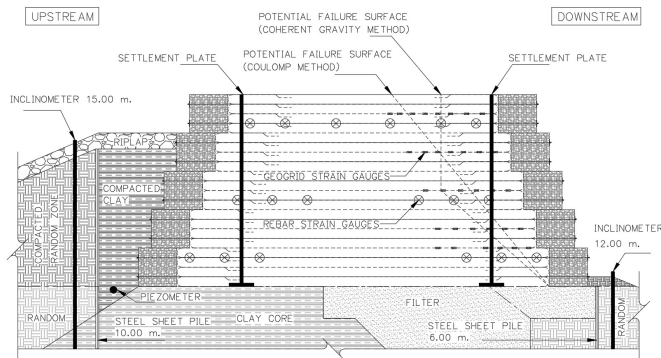 UPSTREAM
POTENTIAL FAILURE SURFACE
(COHERENT GRAVITY METHOD)
DOWNSTREAM
POTENTIAL FAILURE SURFACE
(COULOMP METHOD)
SETTLEMENT PLATE
SETTLEMENT PLATE
INCLINOMETER 15.00 m.
RIPLAP
COMPACTED
CLAY
COMPACTED
RANDOM ZONE
GEOGRID STRAIN GAUGES
REBAR STRAIN GAUGES
INCLINOMETER
12.00 m.
PIEZOMETER
RANDOM
STEEL SHEET PILE
10.00 m.
CLAY CORE
FILTER
STEEL SHEET PILE
6.00 m.
RANDOM